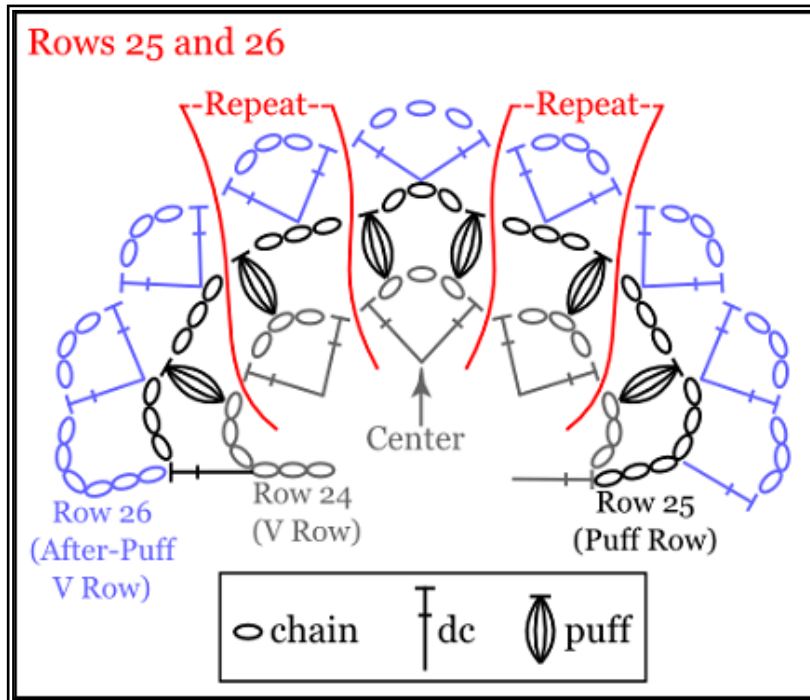 Rows 25 and 26
--Repeat--
--Repeat--
Center
Row 24
(V Row)
Row 25
(Puff Row)
Row 26
(After-Puff
V Row)
chain
dc
puff